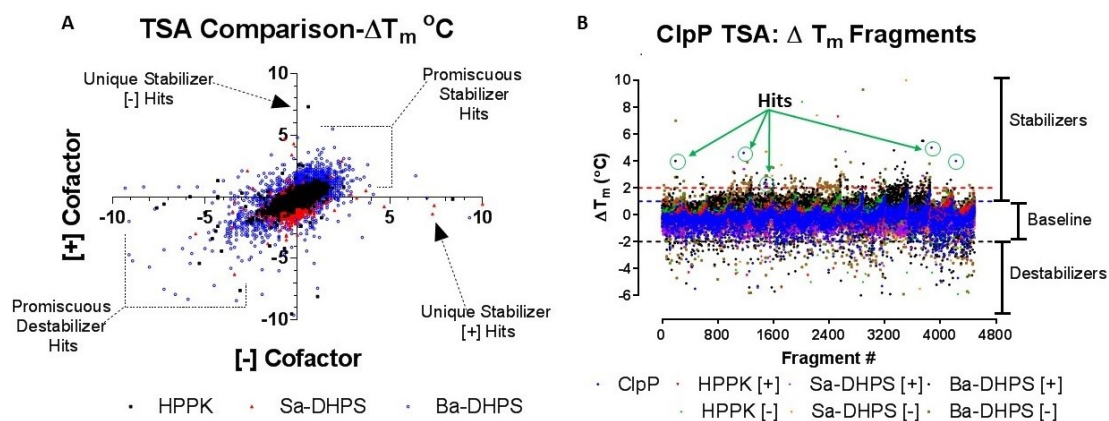 A
TSA Comparison-ΔTm °C
Unique Stabilizer
[-] Hits
Promiscuous
Stabilizer
Hits
10
5
-10
-5
5
10
-5
-10
[+] Cofactor
Promiscuous
Destabilizer
Hits
Unique Stabilizer
[+] Hits
[-] Cofactor
HPPK
Sa-DHPS
Ba-DHPS
B
ClpP TSA: Δ Tm Fragments
Hits
10
8
6
4
2
0
-2
-4
-6
Δ Tm (°C)
0
800
1600
2400
3200
4000
4800
Fragment #
Stabilizers
Baseline
Destabilizers
ClpP
HPPK [+]
Sa-DHPS [+]
Ba-DHPS [+]
HPPK [-]
Sa-DHPS [-]
Ba-DHPS [-]